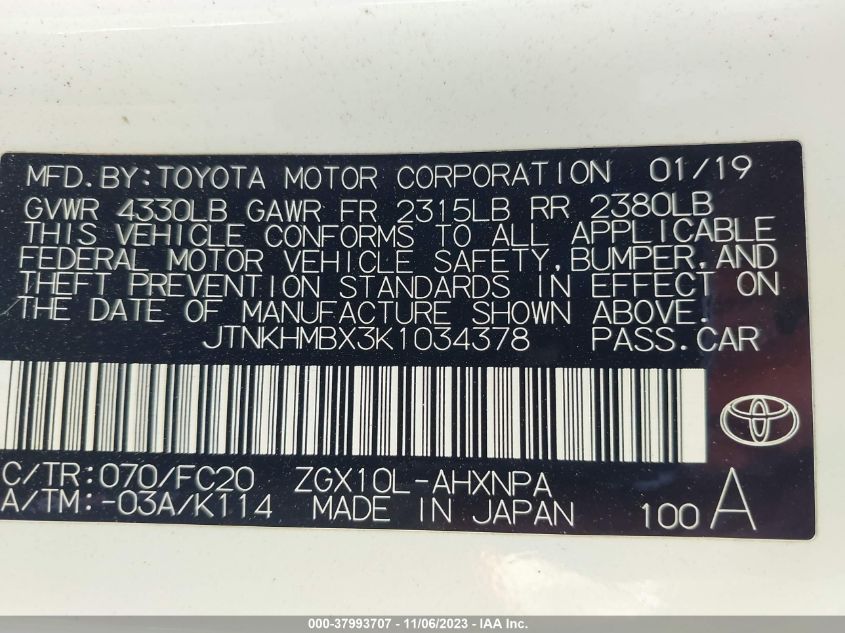 MFD.BY:TOYOTA MOTOR CORPORATION 01/19
GVWR 4330LB GAWR FR 2315LB RR 2380LB
THIS VEHICLE CONFORMS TO ALL APPLICABLE
FEDERAL MOTOR VEHICLE SAFETY,BUMPER,AND
THEFT PREVENTION STANDARDS IN EFFECT ON
THE DATE OF MANUFACTURE SHOWN ABOVE.
JTNKHMBX3K1034378 PASS.CAR
C/TR:070/FC20 ZGX10L-AHXNPA
A/TM:-03A/K114 MADE IN JAPAN 100 A
000-37993707 - 11/06/2023 - IAA Inc.